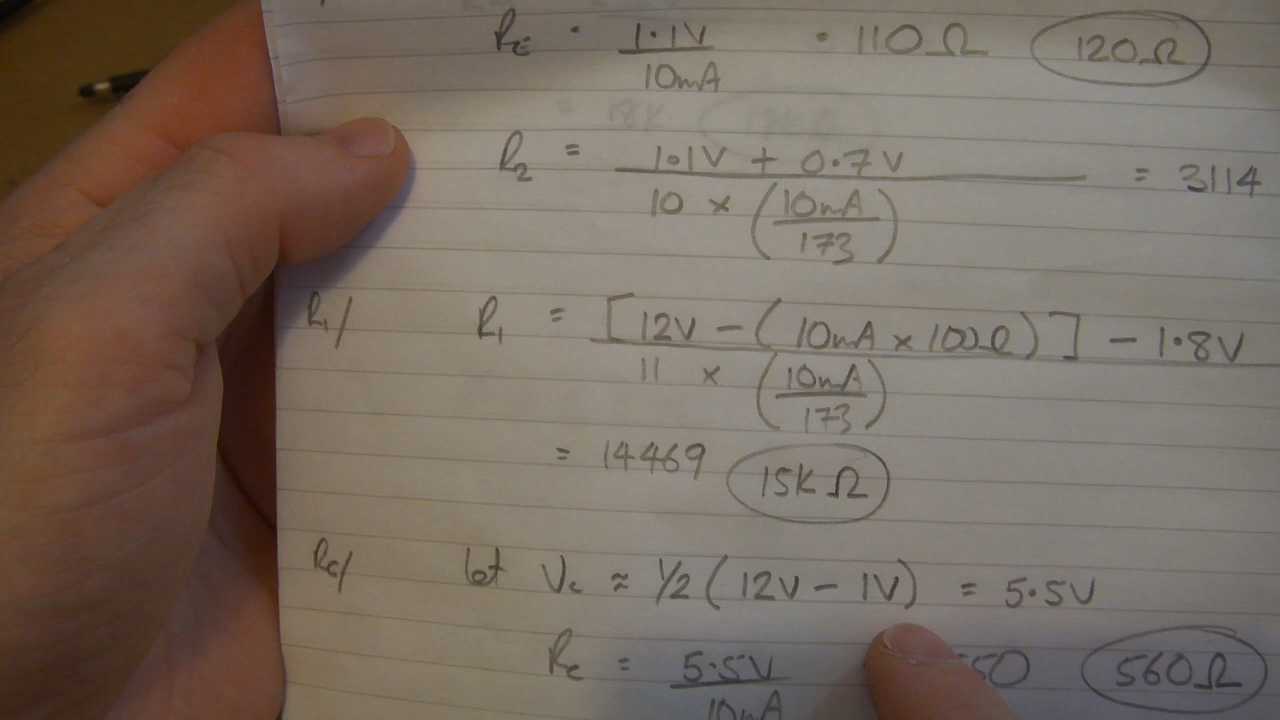 RE = 1.1V / 10mA = 110Ω 120Ω
R2 = 1.1V + 0.7V / 10 × (10mA / 173) = 3114
R1/ R1 = [12V - (10mA × 100Ω)] - 1.8V / 11 × (10mA / 173)
= 14469 15KΩ
RC/ let Vc ≈ 1/2 (12V - 1V) = 5.5V
Rc = 5.5V / 10mA 550 560Ω